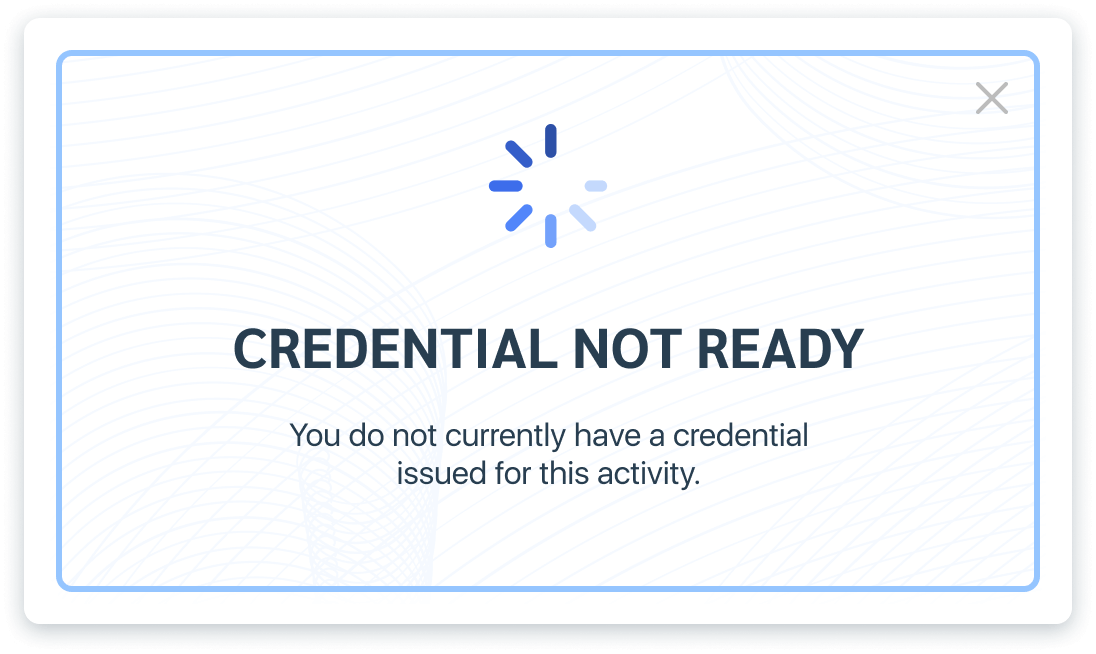 CREDENTIAL NOT READY
You do not currently have a credential
issued for this activity.